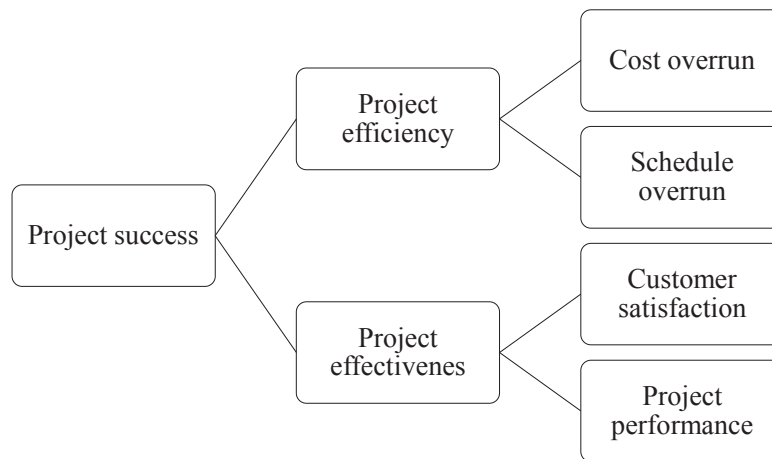 Cost overrun
Project
efficiency
Schedule
overrun
Project success
Customer
satisfaction
Project
effectivenes
Project
performance